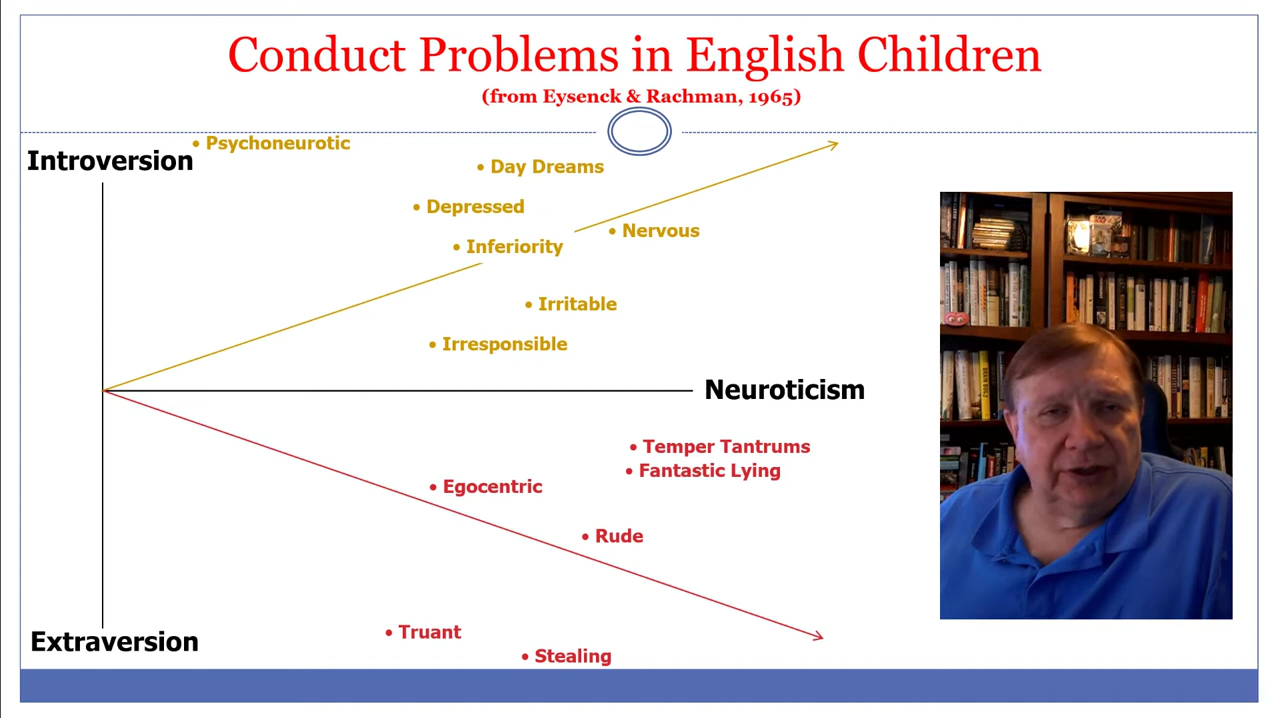 Conduct Problems in English Children
(from Eysenck & Rachman, 1965)
• Psychoneurotic
Introversion
• Day Dreams
• Depressed
• Nervous
• Inferiority
• Irritable
• Irresponsible
Neuroticism
• Temper Tantrums
• Fantastic Lying
• Egocentric
• Rude
• Truant
Extraversion
• Stealing